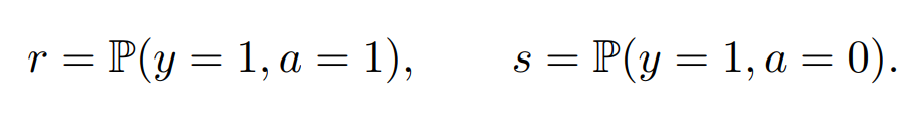 r = ℙ(y = 1, a = 1), s = ℙ(y = 1, a = 0).